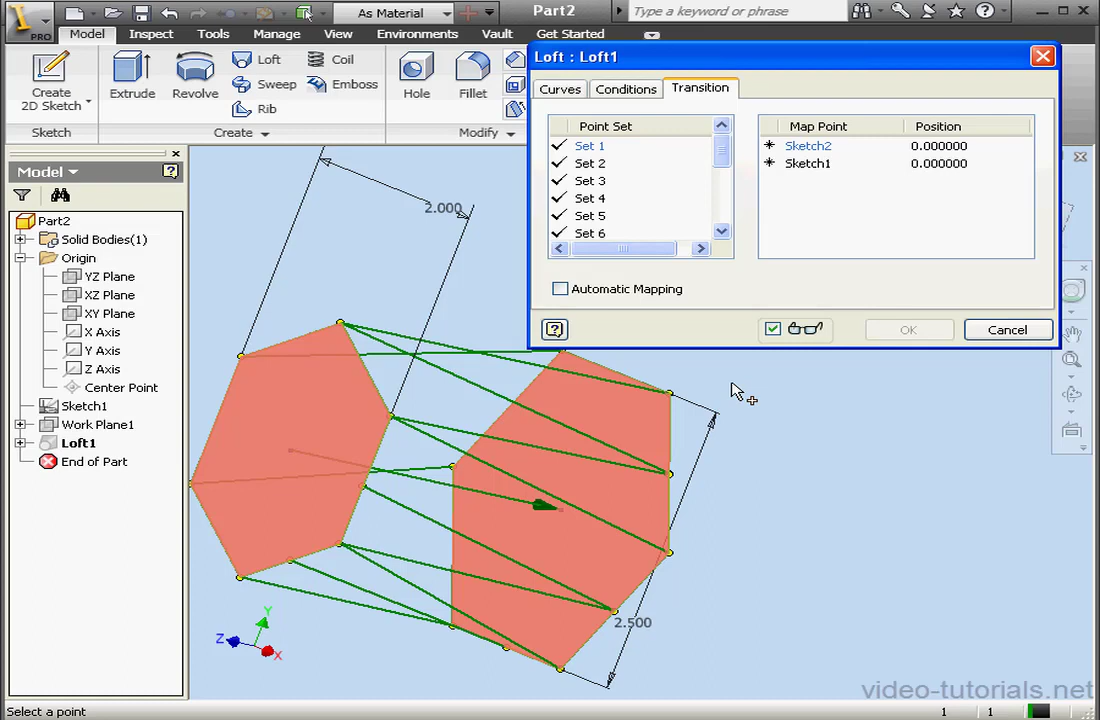 As Material
Part2
Type a keyword or phrase
PRO
Model Inspect Tools Manage View Environments Vault Get Started
Create
2D Sketch
Extrude
Revolve
Loft
Sweep
Rib
Coil
Emboss
Hole
Fillet
Sketch
Create
Modify
Loft : Loft1
Curves Conditions Transition
Point Set
Set 1
Set 2
Set 3
Set 4
Set 5
Set 6
Map Point Position
Sketch2 0.000000
Sketch1 0.000000
Automatic Mapping
OK
Cancel
Model
Part2
Solid Bodies(1)
Origin
YZ Plane
XZ Plane
XY Plane
X Axis
Y Axis
Z Axis
Center Point
Sketch1
Work Plane1
Loft1
End of Part
2.000
2.500
Y
Z
X
video-tutorials.net
Select a point
1 1